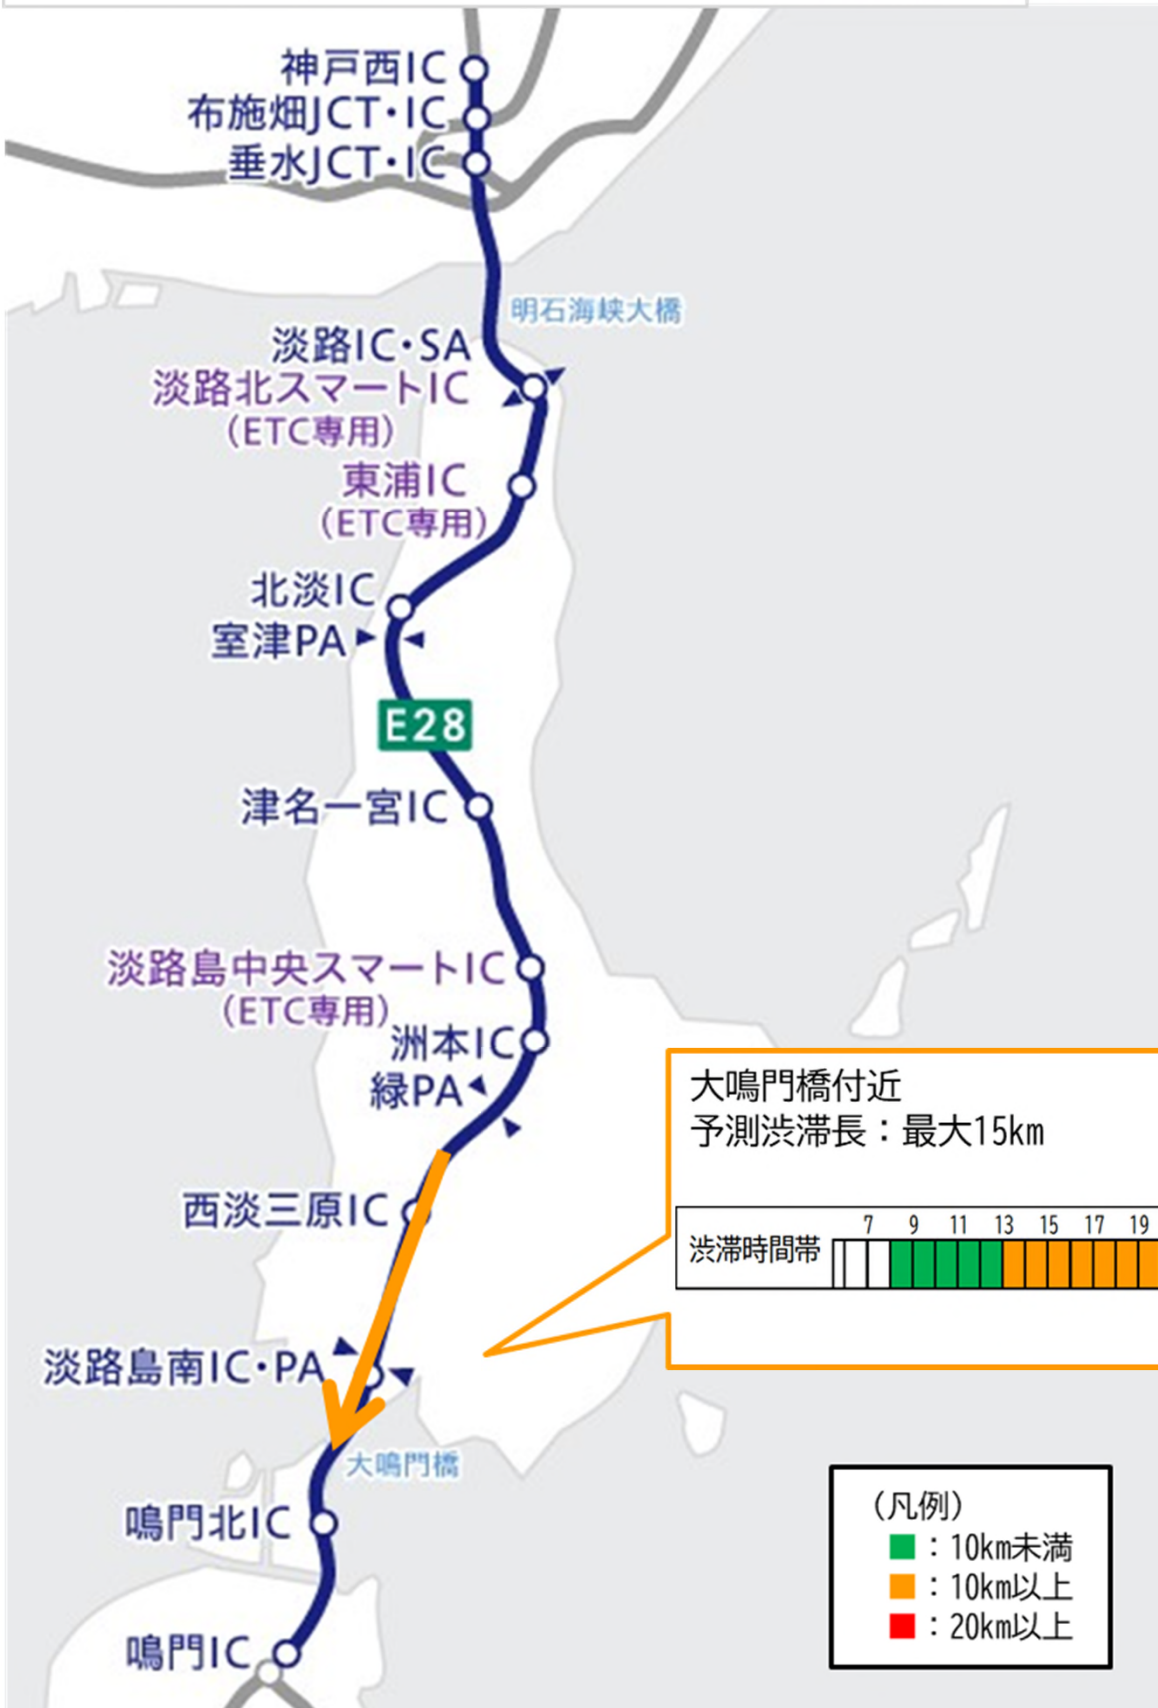 神戸西IC
布施畑JCT・IC
垂水JCT・IC
明石海峡大橋
淡路IC・SA
淡路北スマートIC
(ETC専用)
東浦IC
(ETC専用)
北淡IC
室津PA
E28
津名一宮IC
淡路島中央スマートIC
(ETC専用)
洲本IC
緑PA
大鳴門橋付近
予測渋滞長：最大15km
7 9 11 13 15 17 19
渋滞時間帯
西淡三原IC
淡路島南IC・PA
大鳴門橋
鳴門北IC
鳴門IC
（凡例）
：10km未満
：10km以上
：20km以上